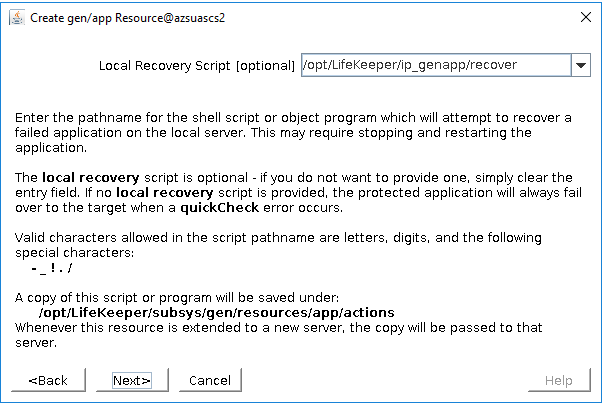 Create gen/app Resource@azsuascs2
Local Recovery Script [optional] /opt/LifeKeeper/ip_genapp/recover
Enter the pathname for the shell script or object program which will attempt to recover a
failed application on the local server. This may require stopping and restarting the
application.
The local recovery script is optional - if you do not want to provide one, simply clear the
entry field. If no local recovery script is provided, the protected application will always fail
over to the target when a quickCheck error occurs.
Valid characters allowed in the script pathname are letters, digits, and the following
special characters:
- _ ! . /
A copy of this script or program will be saved under:
/opt/LifeKeeper/subsys/gen/resources/app/actions
Whenever this resource is extended to a new server, the copy will be passed to that
server.
<Back Next> Cancel Help